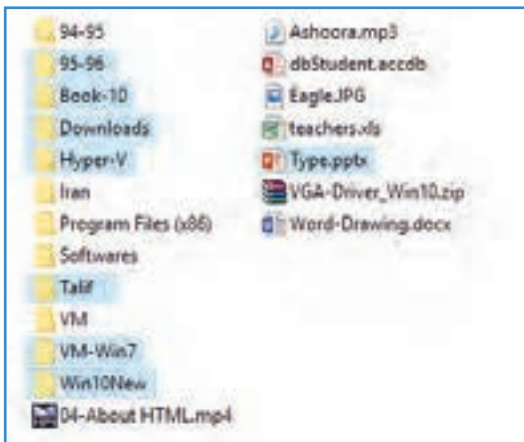 94-95
95-96
Book-10
Downloads
Hyper-V
Iran
Program Files (x86)
Softwares
Talif
VM
VM-Win7
Win10New
04-About HTML.mp4
Ashoora.mp3
dbStudent.accdb
Eagle.JPG
teachers.xls
Type.pptx
VGA-Driver_Win10.zip
Word-Drawing.docx